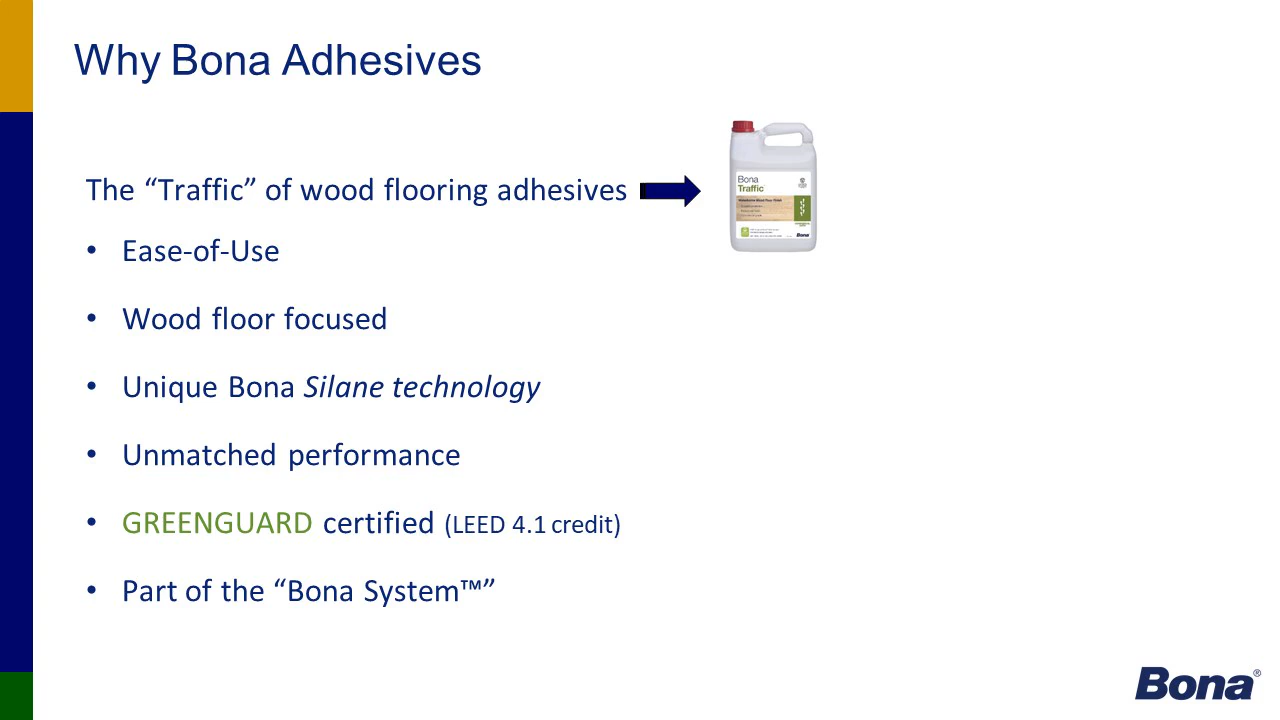 Why Bona Adhesives
The “Traffic” of wood flooring adhesives
Bona
Traffic
• Ease-of-Use
• Wood floor focused
• Unique Bona Silane technology
• Unmatched performance
• GREENGUARD certified (LEED 4.1 credit)
• Part of the “Bona System™”
Bona®